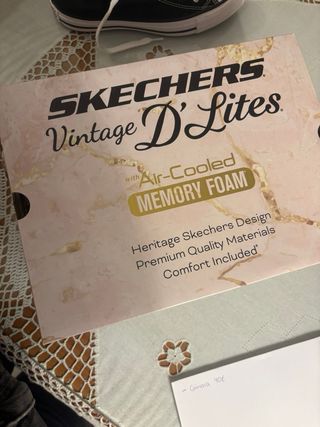 SKECHERS
Vintage D'Lites
with Air-Cooled
MEMORY FOAM
Heritage Skechers Design
Premium Quality Materials
Comfort Included